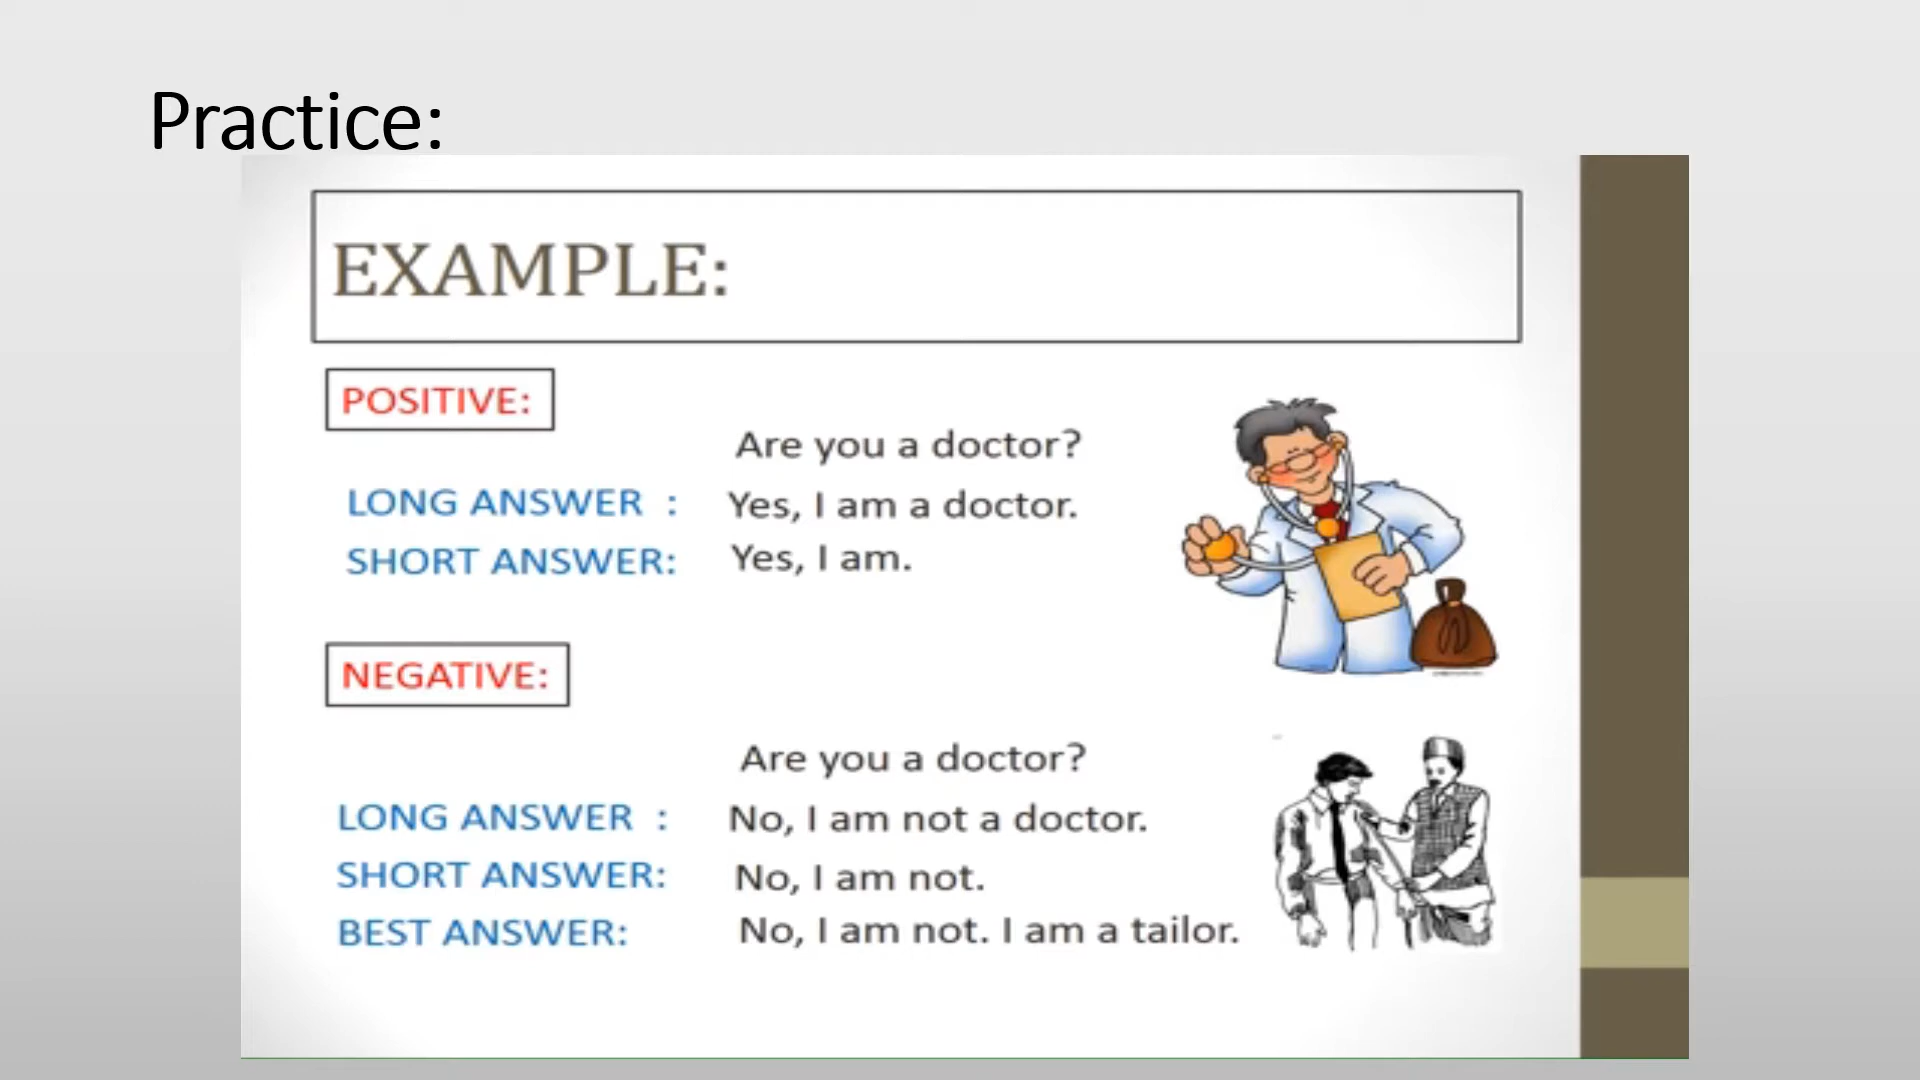 Practice:
EXAMPLE:
POSITIVE:
Are you a doctor?
LONG ANSWER : Yes, I am a doctor.
SHORT ANSWER: Yes, I am.
NEGATIVE:
Are you a doctor?
LONG ANSWER : No, I am not a doctor.
SHORT ANSWER: No, I am not.
BEST ANSWER: No, I am not. I am a tailor.